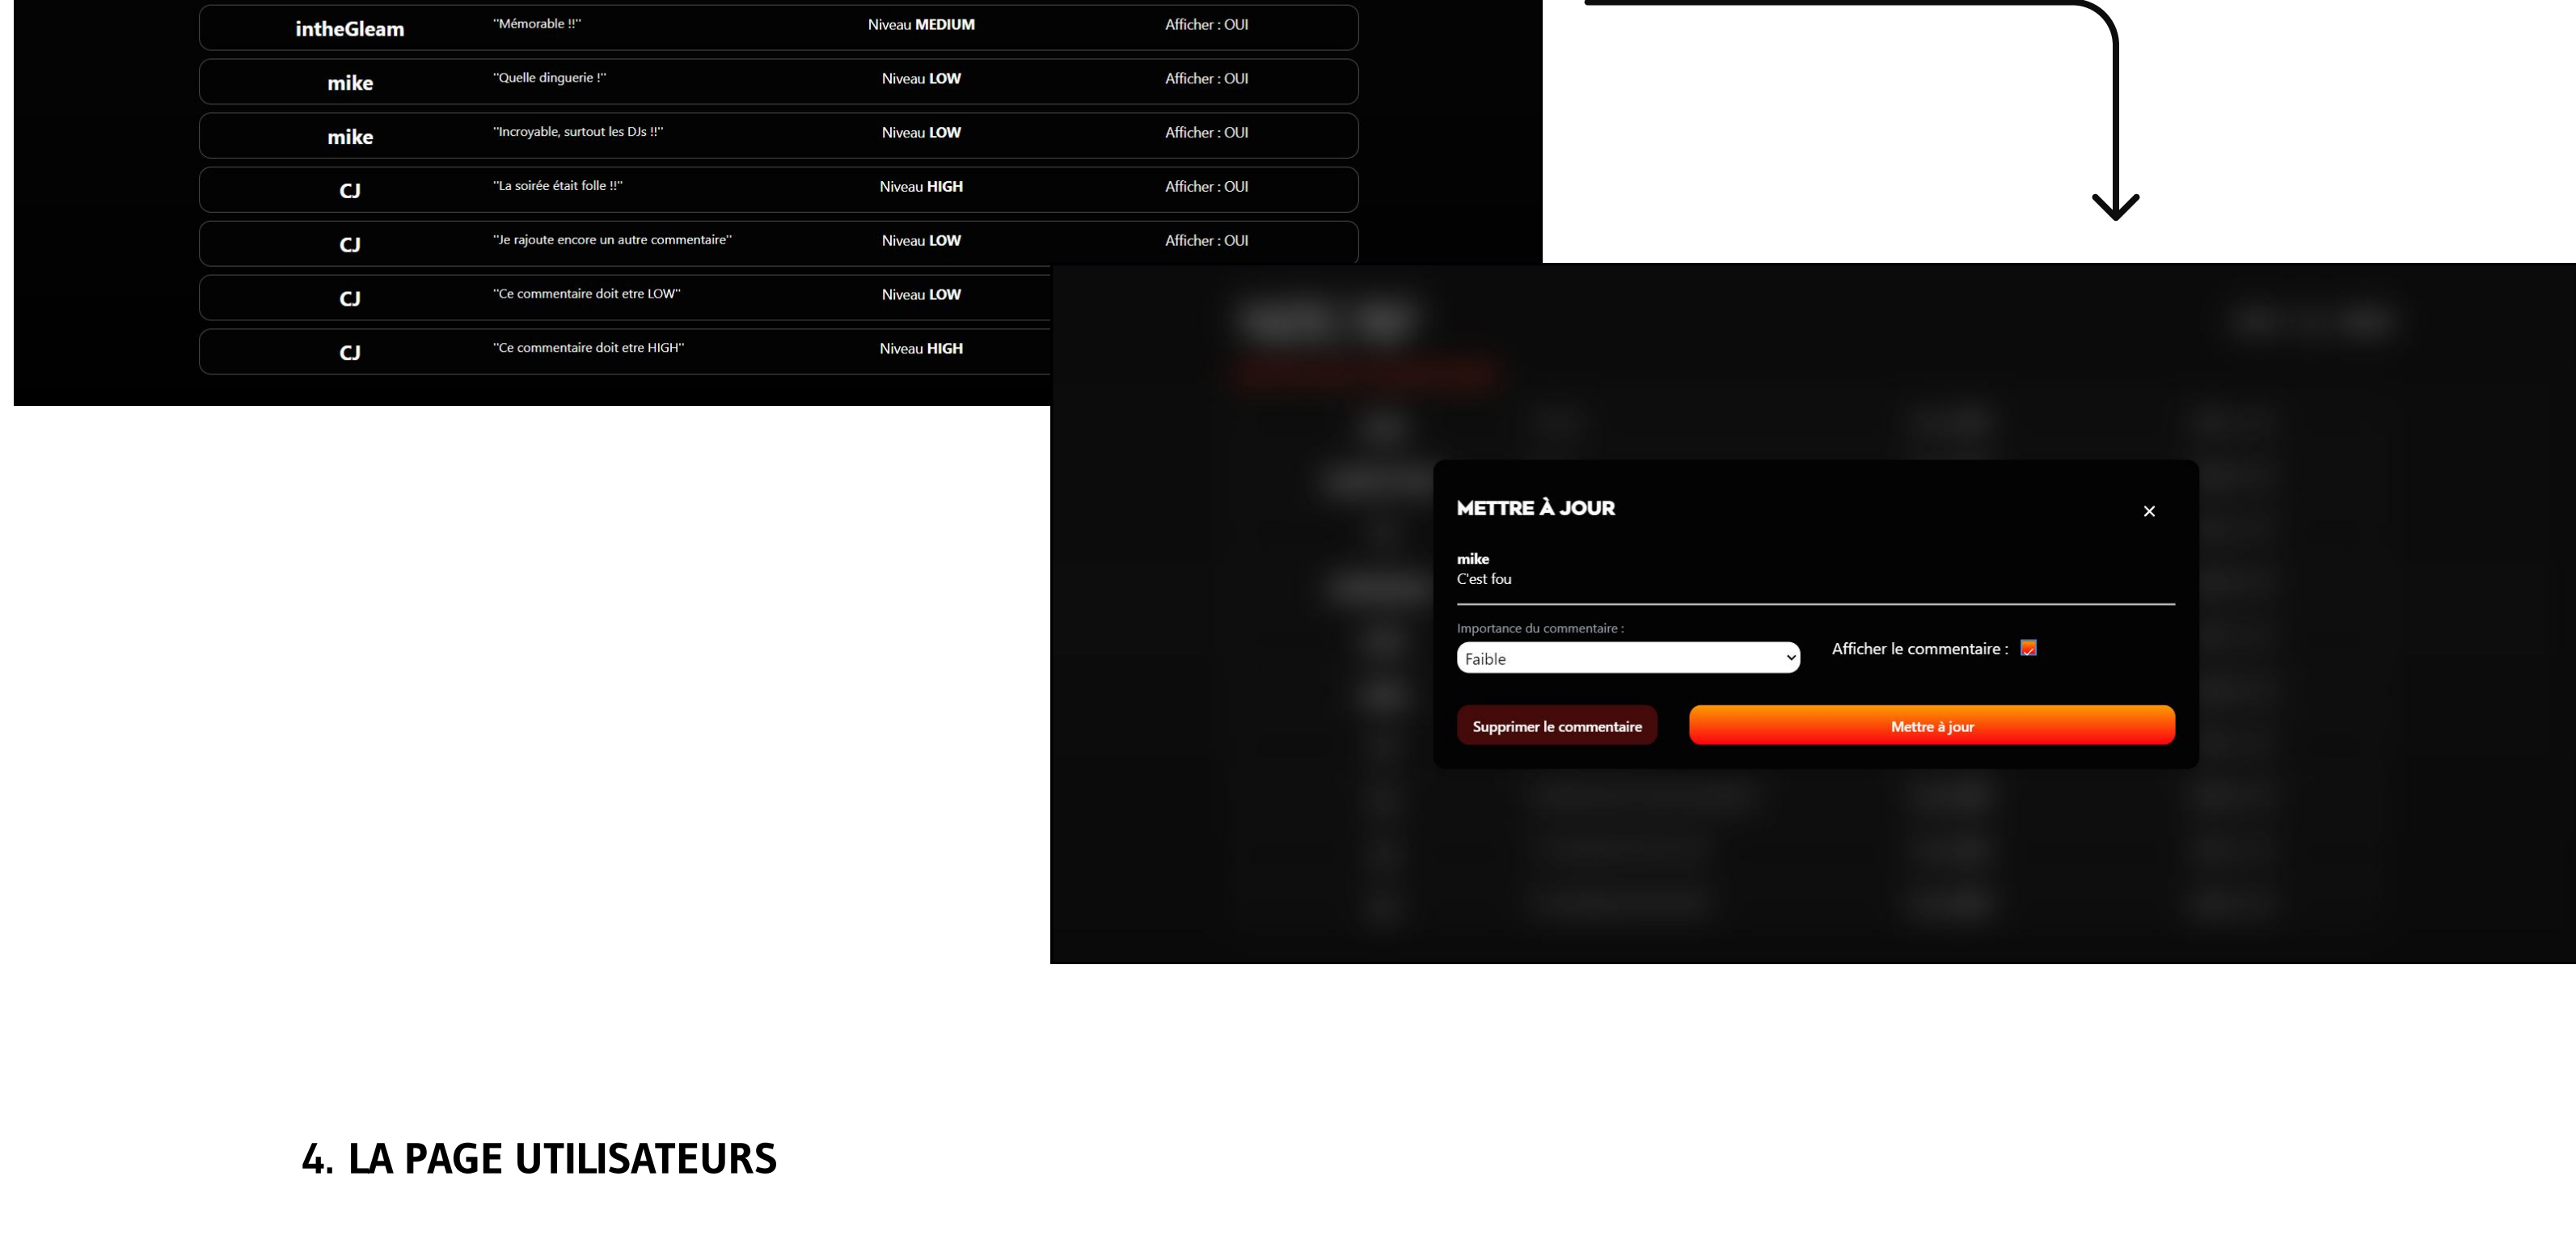 intheGleam "Mémorable !!" Niveau MEDIUM Afficher : OUI
mike "Quelle dinguerie !" Niveau LOW Afficher : OUI
mike "Incroyable, surtout les DJs !!" Niveau LOW Afficher : OUI
CJ "La soirée était folle !!" Niveau HIGH Afficher : OUI
CJ "Je rajoute encore un autre commentaire" Niveau LOW Afficher : OUI
CJ "Ce commentaire doit etre LOW" Niveau LOW
CJ "Ce commentaire doit etre HIGH" Niveau HIGH
METTRE À JOUR
mike
C'est fou
Importance du commentaire :
Faible
Afficher le commentaire :
Supprimer le commentaire
Mettre à jour
4. LA PAGE UTILISATEURS